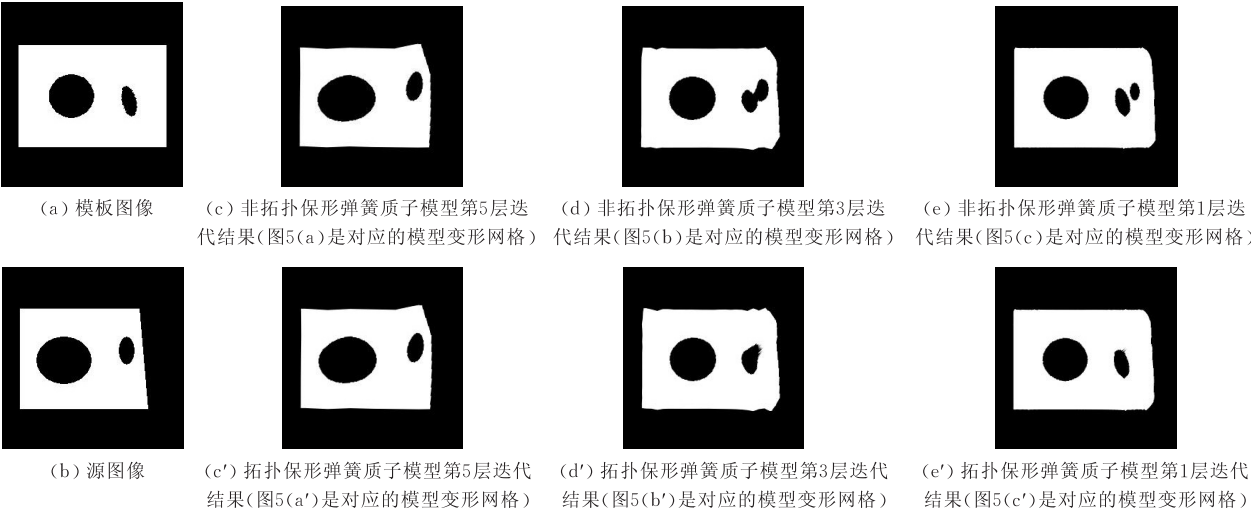 (a)模板图像
(c)非拓扑保形弹簧质子模型第5层迭
代结果(图5(a)是对应的模型变形网格)
(d)非拓扑保形弹簧质子模型第3层迭
代结果(图5(b)是对应的模型变形网格)
(e)非拓扑保形弹簧质子模型第1层迭
代结果(图5(c)是对应的模型变形网格)
(b)源图像
(c′)拓扑保形弹簧质子模型第5层迭代
结果(图5(a′)是对应的模型变形网格)
(d′)拓扑保形弹簧质子模型第3层迭代
结果(图5(b′)是对应的模型变形网格)
(e′)拓扑保形弹簧质子模型第1层迭代
结果(图5(c′)是对应的模型变形网格)